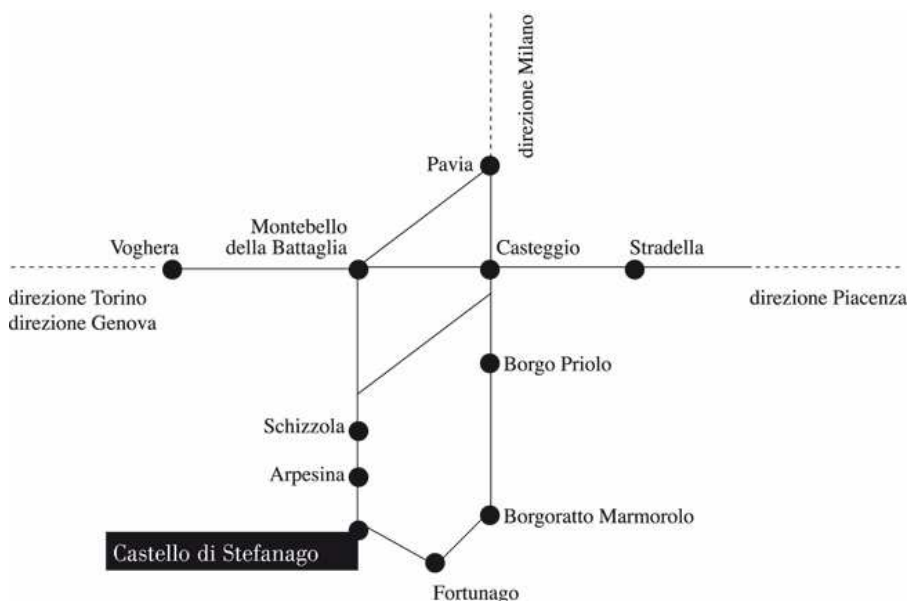 direzione Milano
Pavia
Montebello
della Battaglia
Voghera
Casteggio
Stradella
direzione Torino
direzione Genova
direzione Piacenza
Borgo Priolo
Schizzola
Arpesina
Borgoratto Marmorolo
Castello di Stefanago
Fortunago